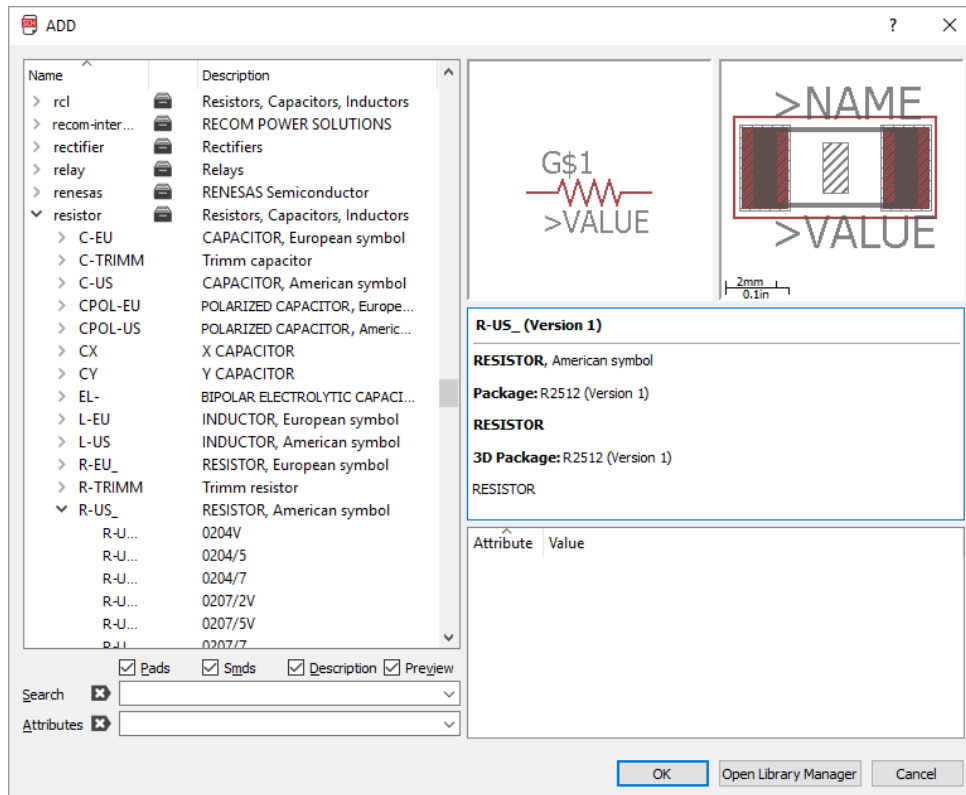 ADD
?
Name Description
rcl Resistors, Capacitors, Inductors
recom-inter... RECOM POWER SOLUTIONS
rectifier Rectifiers
relay Relays
renesas RENESAS Semiconductor
resistor Resistors, Capacitors, Inductors
C-EU CAPACITOR, European symbol
C-TRIMM Trimm capacitor
C-US CAPACITOR, American symbol
CPOL-EU POLARIZED CAPACITOR, Europe...
CPOL-US POLARIZED CAPACITOR, Americ...
CX X CAPACITOR
CY Y CAPACITOR
EL- BIPOLAR ELECTROLYTIC CAPACI...
L-EU INDUCTOR, European symbol
L-US INDUCTOR, American symbol
R-EU_ RESISTOR, European symbol
R-TRIMM Trimm resistor
R-US_ RESISTOR, American symbol
R-U... 0204V
R-U... 0204/5
R-U... 0204/7
R-U... 0207/2V
R-U... 0207/5V
R-U... 0207/7
Pads Smds Description Preview
Search
Attributes
G$1
>VALUE
>NAME
>VALUE
2mm
0.1in
R-US_ (Version 1)
RESISTOR, American symbol
Package: R2512 (Version 1)
RESISTOR
3D Package: R2512 (Version 1)
RESISTOR
Attribute Value
OK Open Library Manager Cancel